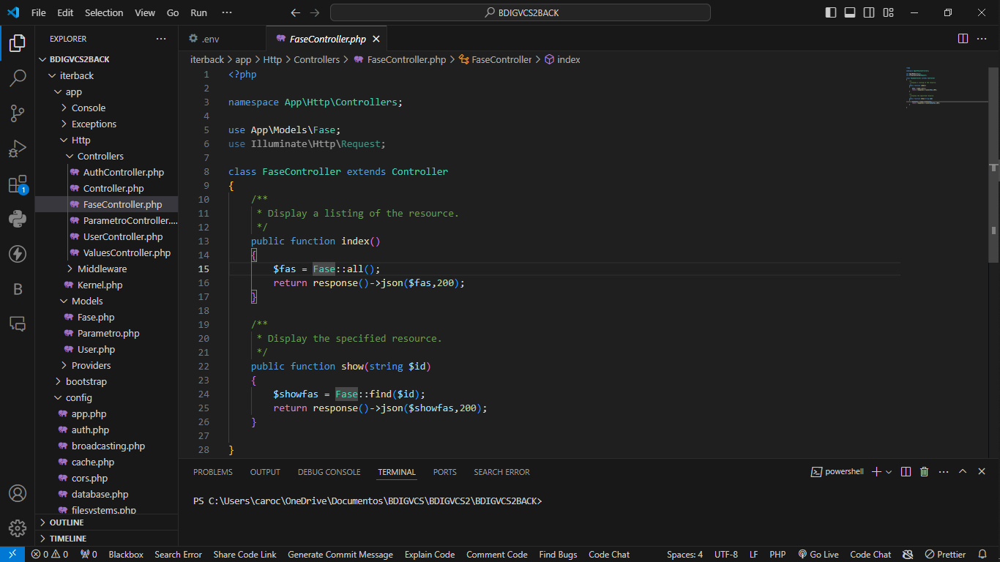 File Edit Selection View Go Run ··· BDIGVCS2BACK
EXPLORER ···
BDIGVCS2BACK
iterback
app
Console
Exceptions
Http
Controllers
AuthController.php
Controller.php
FaseController.php
ParametroController....
UserController.php
ValuesController.php
Middleware
Kernel.php
Models
Fase.php
Parametro.php
User.php
Providers
bootstrap
config
app.php
auth.php
broadcasting.php
cache.php
cors.php
database.php
filesystems.php
OUTLINE
TIMELINE
1
B
.env FaseController.php
iterback > app > Http > Controllers > FaseController.php > FaseController > index
1 <?php
2
3 namespace App\Http\Controllers;
4
5 use App\Models\Fase;
6 use Illuminate\Http\Request;
7
8 class FaseController extends Controller
9 {
10 /**
11 * Display a listing of the resource.
12 */
13 public function index()
14 {
15 $fas = Fase::all();
16 return response()->json($fas,200);
17 }
18
19 /**
20 * Display the specified resource.
21 */
22 public function show(string $id)
23 {
24 $showfas = Fase::find($id);
25 return response()->json($showfas,200);
26 }
27
28 }
PROBLEMS OUTPUT DEBUG CONSOLE TERMINAL PORTS SEARCH ERROR powershell
PS C:\Users\caroc\OneDrive\Documentos\BDIGVCS\BDIGVCS2\BDIGVCS2BACK>
0 0 0 Blackbox Search Error Share Code Link Generate Commit Message Explain Code Comment Code Find Bugs Code Chat Spaces: 4 UTF-8 LF PHP Go Live Code Chat Prettier